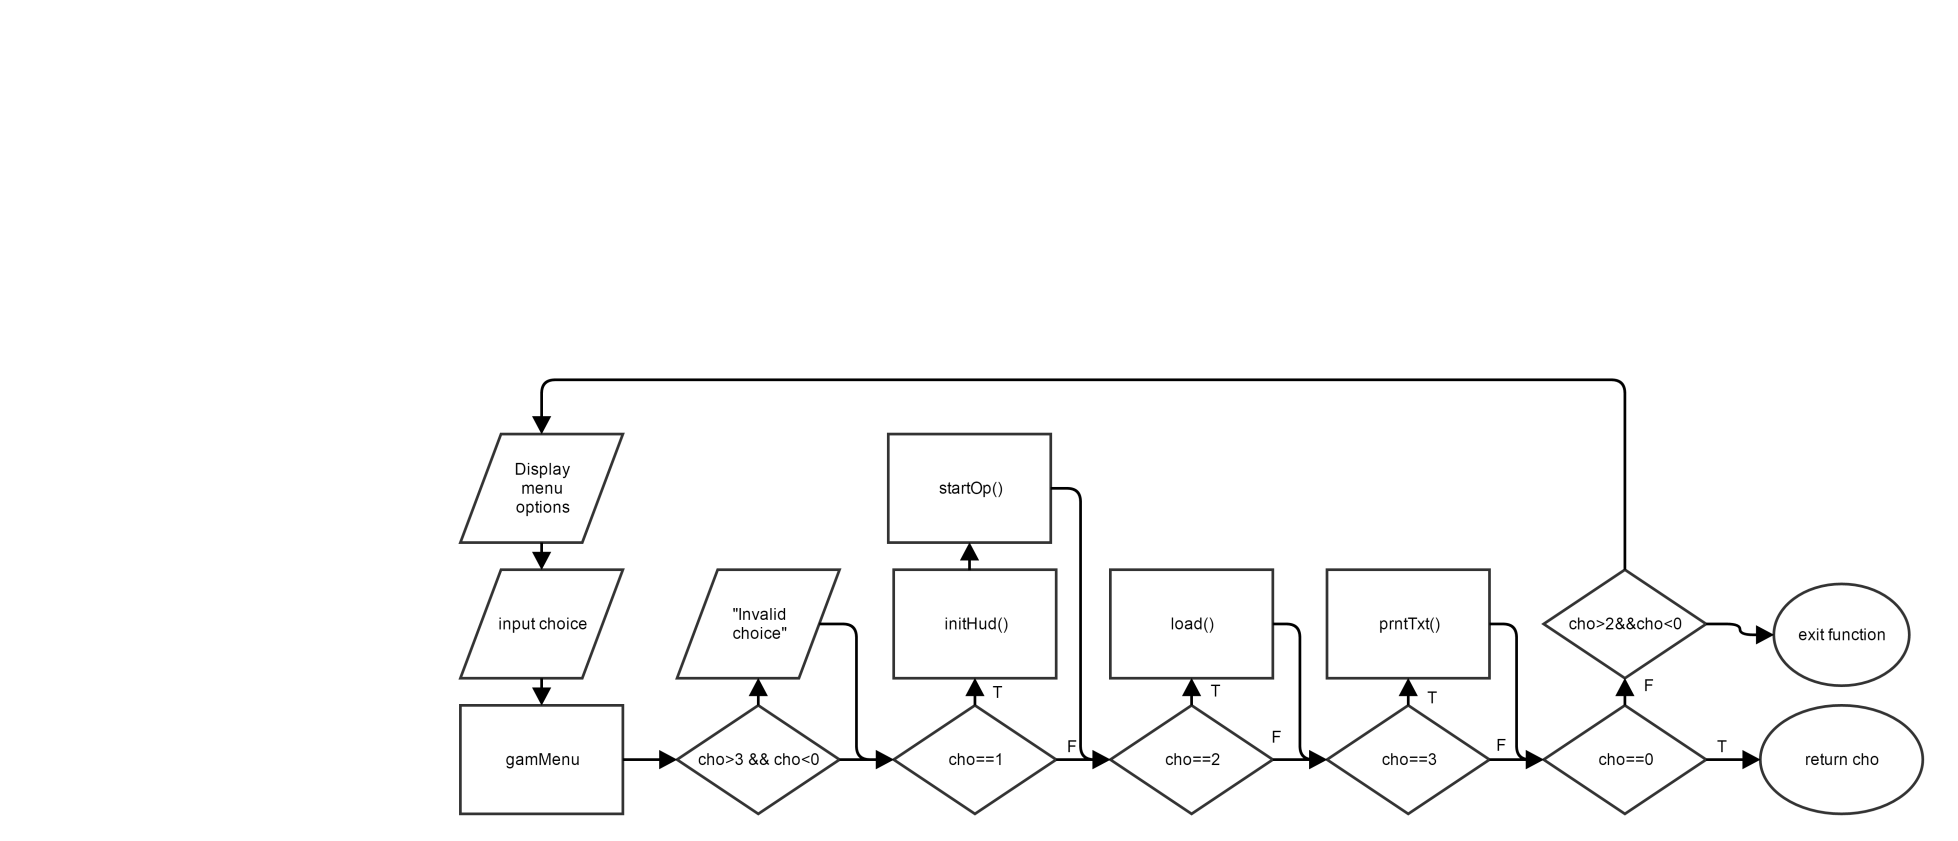 Display
menu
options
input choice
gamMenu
cho>3 && cho<0
"Invalid
choice"
cho==1
T
F
initHud()
startOp()
cho==2
T
F
load()
cho==3
T
F
prntTxt()
cho==0
T
F
return cho
cho>2&&cho<0
exit function